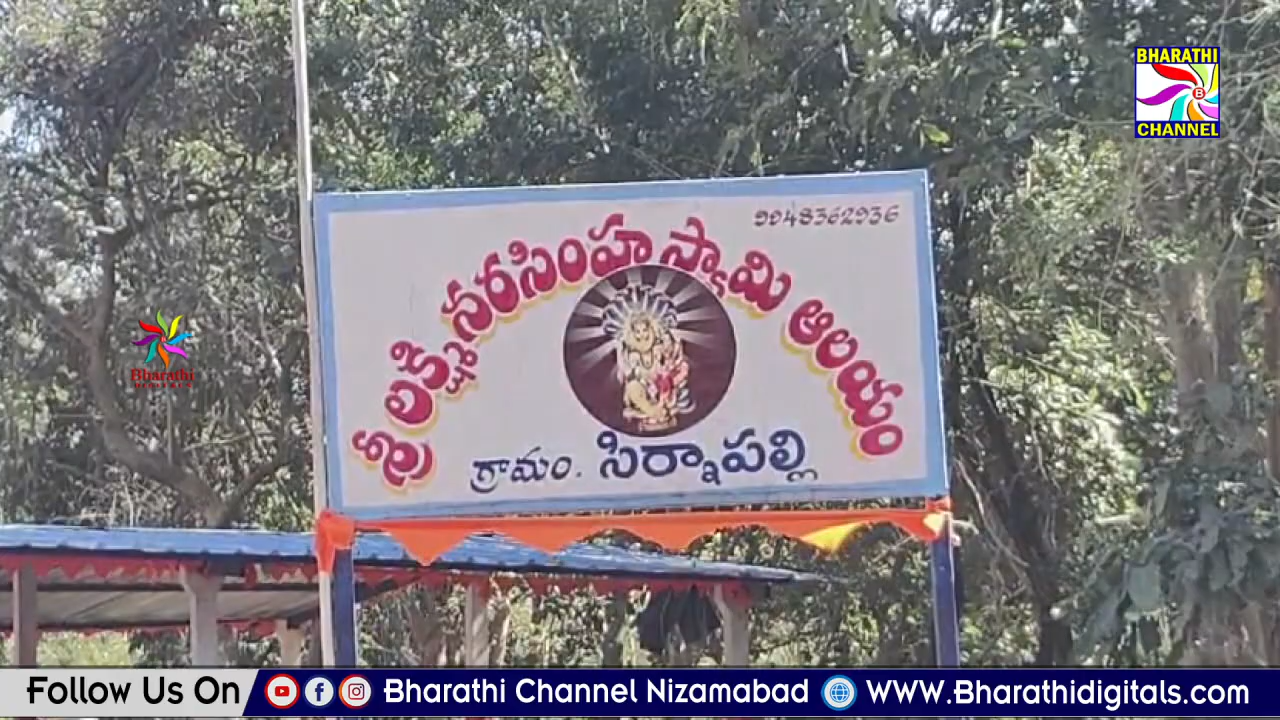 BHARATHI
CHANNEL
9948362936
శ్రీ లక్ష్మి నరసింహ స్వామి ఆలయం
గ్రామం. సిర్నాపల్లి
Bharathi
Follow Us On Bharathi Channel Nizamabad WWW.Bharathidigitals.com